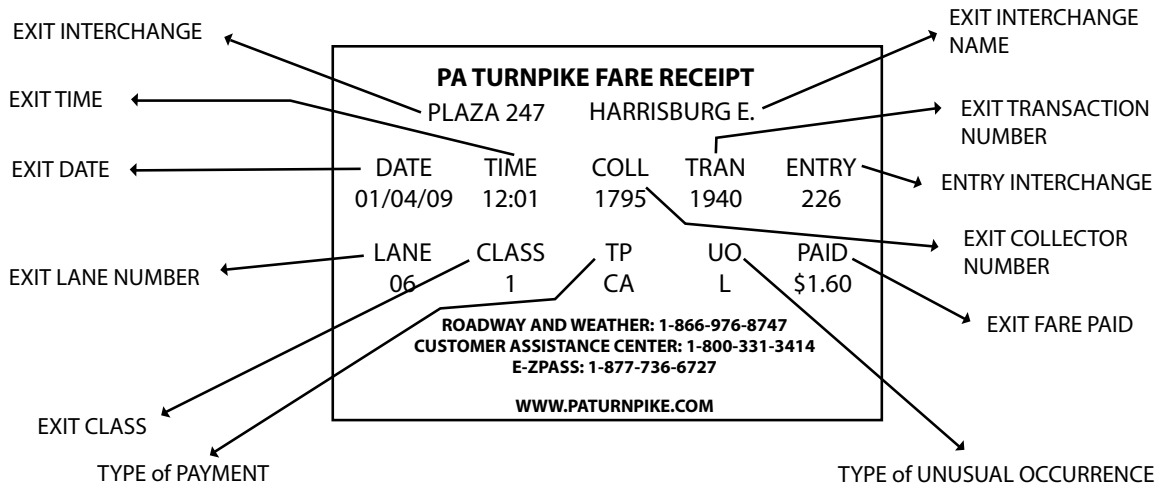 EXIT INTERCHANGE
EXIT TIME
EXIT DATE
EXIT LANE NUMBER
EXIT CLASS
TYPE of PAYMENT
PA TURNPIKE FARE RECEIPT
PLAZA 247 HARRISBURG E.
DATE TIME COLL TRAN ENTRY
01/04/09 12:01 1795 1940 226
LANE CLASS TP UO PAID
06 1 CA L $1.60
ROADWAY AND WEATHER: 1-866-976-8747
CUSTOMER ASSISTANCE CENTER: 1-800-331-3414
E-ZPASS: 1-877-736-6727
WWW.PATURNPIKE.COM
EXIT INTERCHANGE
NAME
EXIT TRANSACTION
NUMBER
ENTRY INTERCHANGE
EXIT COLLECTOR
NUMBER
EXIT FARE PAID
TYPE of UNUSUAL OCCURRENCE